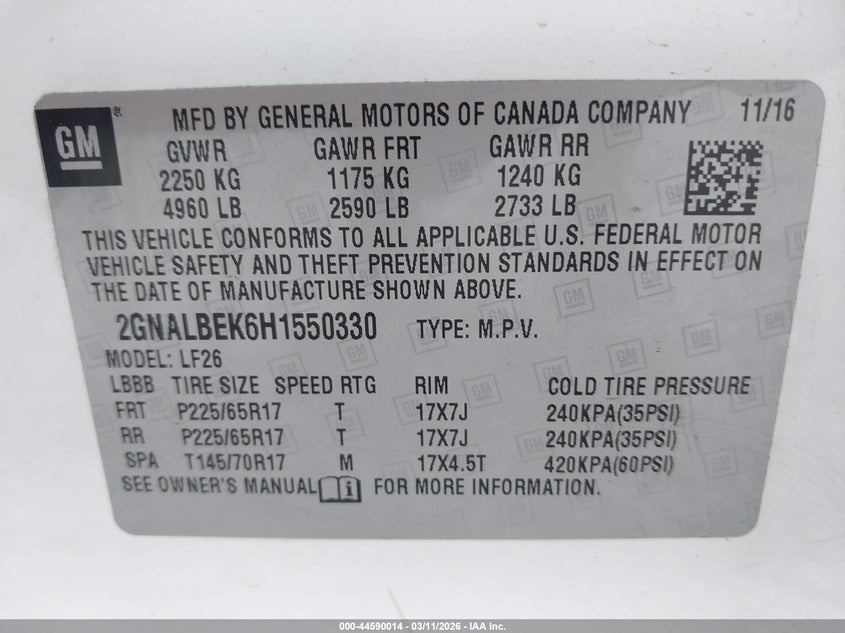 GM ®
MFD BY GENERAL MOTORS OF CANADA COMPANY 11/16
GVWR GAWR FRT GAWR RR
2250 KG 1175 KG 1240 KG
4960 LB 2590 LB 2733 LB
THIS VEHICLE CONFORMS TO ALL APPLICABLE U.S. FEDERAL MOTOR
VEHICLE SAFETY AND THEFT PREVENTION STANDARDS IN EFFECT ON
THE DATE OF MANUFACTURE SHOWN ABOVE.
2GNALBEK6H1550330 TYPE: M.P.V.
MODEL: LF26
LBBB TIRE SIZE SPEED RTG RIM COLD TIRE PRESSURE
FRT P225/65R17 T 17X7J 240KPA(35PSI)
RR P225/65R17 T 17X7J 240KPA(35PSI)
SPA T145/70R17 M 17X4.5T 420KPA(60PSI)
SEE OWNER'S MANUAL i FOR MORE INFORMATION.
000-44590014 - 03/11/2026 - IAA Inc.